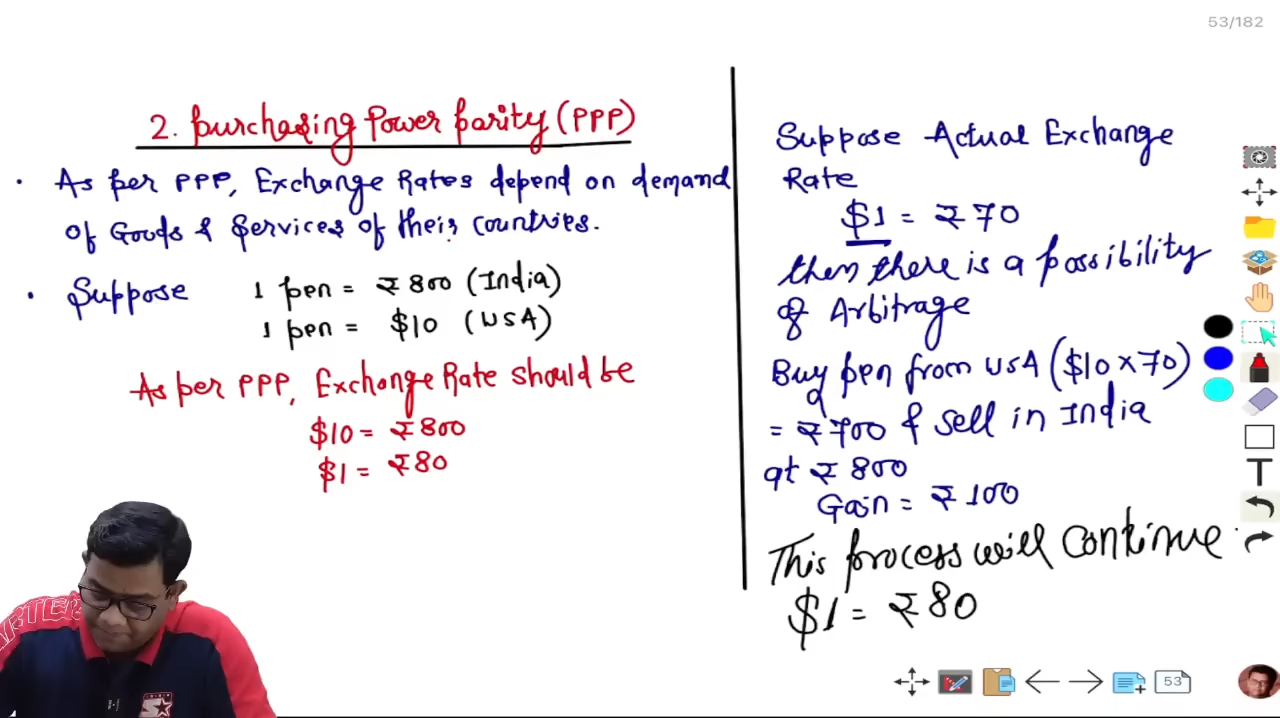 53/182
2. Purchasing Power Parity (PPP)
• As per PPP, Exchange Rates depend on demand
of Goods & Services of their countries.
• Suppose 1 pen = ₹800 (India)
1 pen = $10 (USA)
As per PPP, Exchange Rate should be
$10 = ₹800
$1 = ₹80
Suppose Actual Exchange
Rate
$1 = ₹70
then there is a possibility
of Arbitrage
Buy pen from USA ($10×70)
= ₹700 & sell in India
at ₹800
Gain = ₹100
This process will continue
$1 = ₹80
T
53